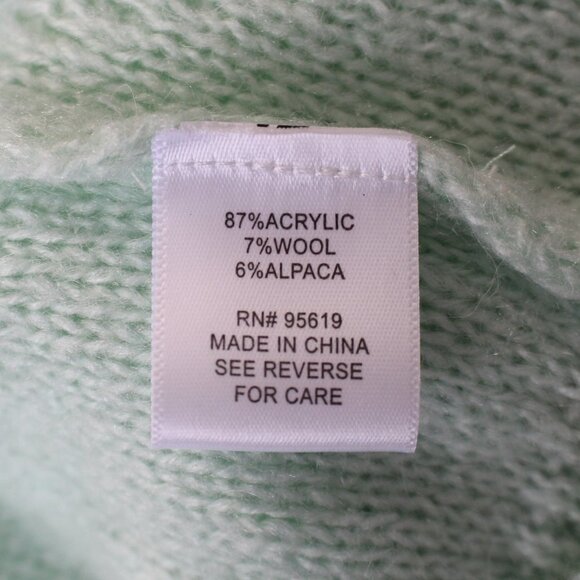 87%ACRYLIC
7%WOOL
6%ALPACA
RN# 95619
MADE IN CHINA
SEE REVERSE
FOR CARE